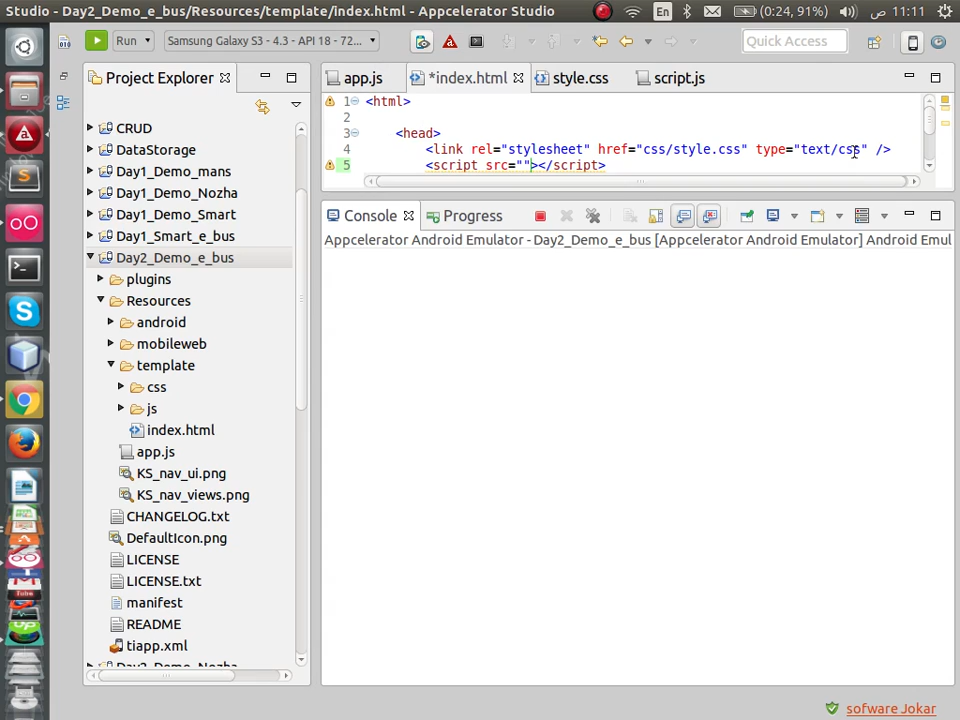 Studio - Day2_Demo_e_bus/Resources/template/index.html - Appcelerator Studio
En
(0:24, 91%)
11:11 ص
Run
Samsung Galaxy S3 - 4.3 - API 18 - 72...
Quick Access
Project Explorer
CRUD
DataStorage
Day1_Demo_mans
Day1_Demo_Nozha
Day1_Demo_Smart
Day1_Smart_e_bus
Day2_Demo_e_bus
plugins
Resources
android
mobileweb
template
css
js
index.html
app.js
KS_nav_ui.png
KS_nav_views.png
CHANGELOG.txt
DefaultIcon.png
LICENSE
LICENSE.txt
manifest
README
tiapp.xml
Day2_Demo_Nozha
app.js
*index.html
style.css
script.js
1 <html>
2
3 <head>
4 <link rel="stylesheet" href="css/style.css" type="text/css" />
5 <script src=""></script>
Console
Progress
Appcelerator Android Emulator - Day2_Demo_e_bus [Appcelerator Android Emulator] Android Emul
sofware Jokar